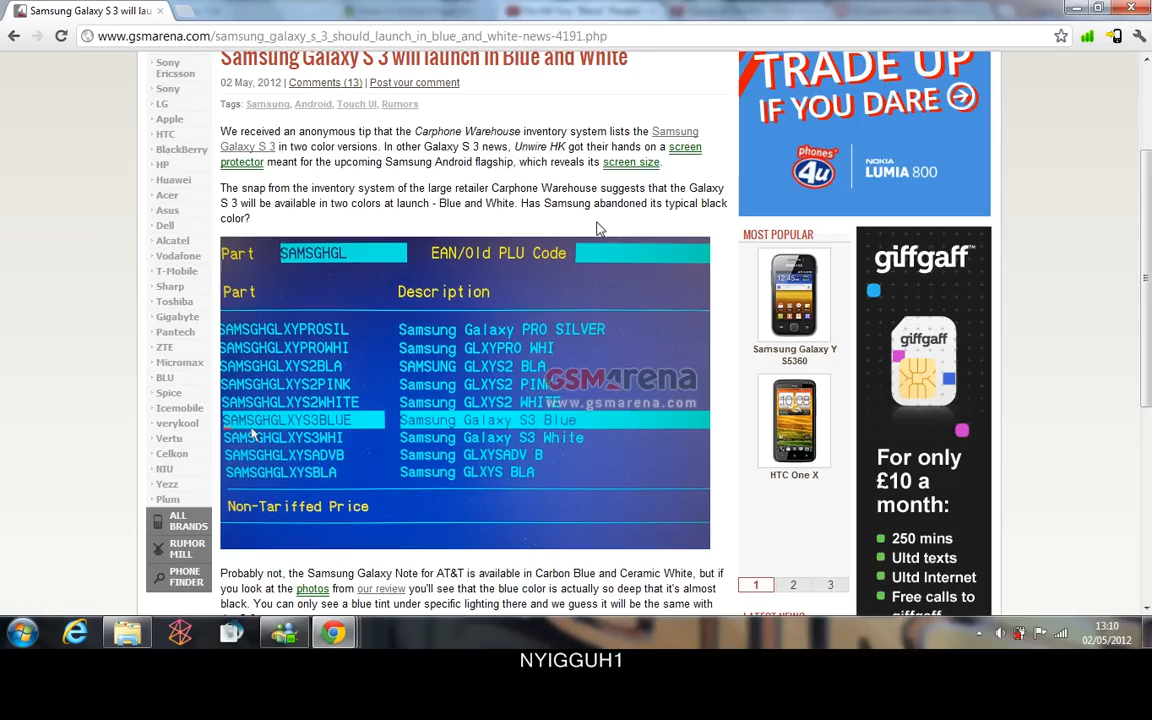 Samsung Galaxy S 3 will lau
www.gsmarena.com/samsung_galaxy_s_3_should_launch_in_blue_and_white-news-4191.php
Samsung Galaxy S 3 will launch in Blue and White
02 May, 2012 | Comments (13) | Post your comment
Tags: Samsung, Android, Touch UI, Rumors
We received an anonymous tip that the Carphone Warehouse inventory system lists the Samsung
Galaxy S 3 in two color versions. In other Galaxy S 3 news, Unwire HK got their hands on a screen
protector meant for the upcoming Samsung Android flagship, which reveals its screen size.
The snap from the inventory system of the large retailer Carphone Warehouse suggests that the Galaxy
S 3 will be available in two colors at launch - Blue and White. Has Samsung abandoned its typical black
color?
Part SAMSGHGL EAN/Old PLU Code
Part Description
SAMSGHGLXYPROSIL Samsung Galaxy PRO SILVER
SAMSGHGLXYPROWHI Samsung GLXYPRO WHI
SAMSGHGLXYS2BLA SAMSUNG GLXYS2 BLA
SAMSGHGLXYS2PINK Samsung GLXYS2 PINK
SAMSGHGLXYS2WHITE Samsung GLXYS2 WHITE
SAMSGHGLXYS3BLUE Samsung Galaxy S3 Blue
SAMSGHGLXYS3WHI Samsung Galaxy S3 White
SAMSGHGLXYSADVB Samsung GLXYSADV B
SAMSGHGLXYSBLA Samsung GLXYS BLA
Non-Tariffed Price
GSMarena
www.gsmarena.com
Probably not, the Samsung Galaxy Note for AT&T is available in Carbon Blue and Ceramic White, but if
you look at the photos from our review you'll see that the blue color is actually so deep that it's almost
black. You can only see a blue tint under specific lighting there and we guess it will be the same with
Sony
Ericsson
Sony
LG
Apple
HTC
BlackBerry
HP
Huawei
Acer
Asus
Dell
Alcatel
Vodafone
T-Mobile
Sharp
Toshiba
Gigabyte
Pantech
ZTE
Micromax
BLU
Spice
Icemobile
verykool
Vertu
Celkon
NIU
Yezz
Plum
ALL
BRANDS
RUMOR
MILL
PHONE
FINDER
TRADE UP
IF YOU DARE
phones
4u
NOKIA
LUMIA 800
MOST POPULAR
Samsung Galaxy Y
S5360
HTC One X
1 2 3
LATEST NEWS
giffgaff
giffgaff
For only
£10 a
month:
250 mins
Ultd texts
Ultd Internet
Free calls to
giffgaff
13:10
02/05/2012
NYIGGUH1